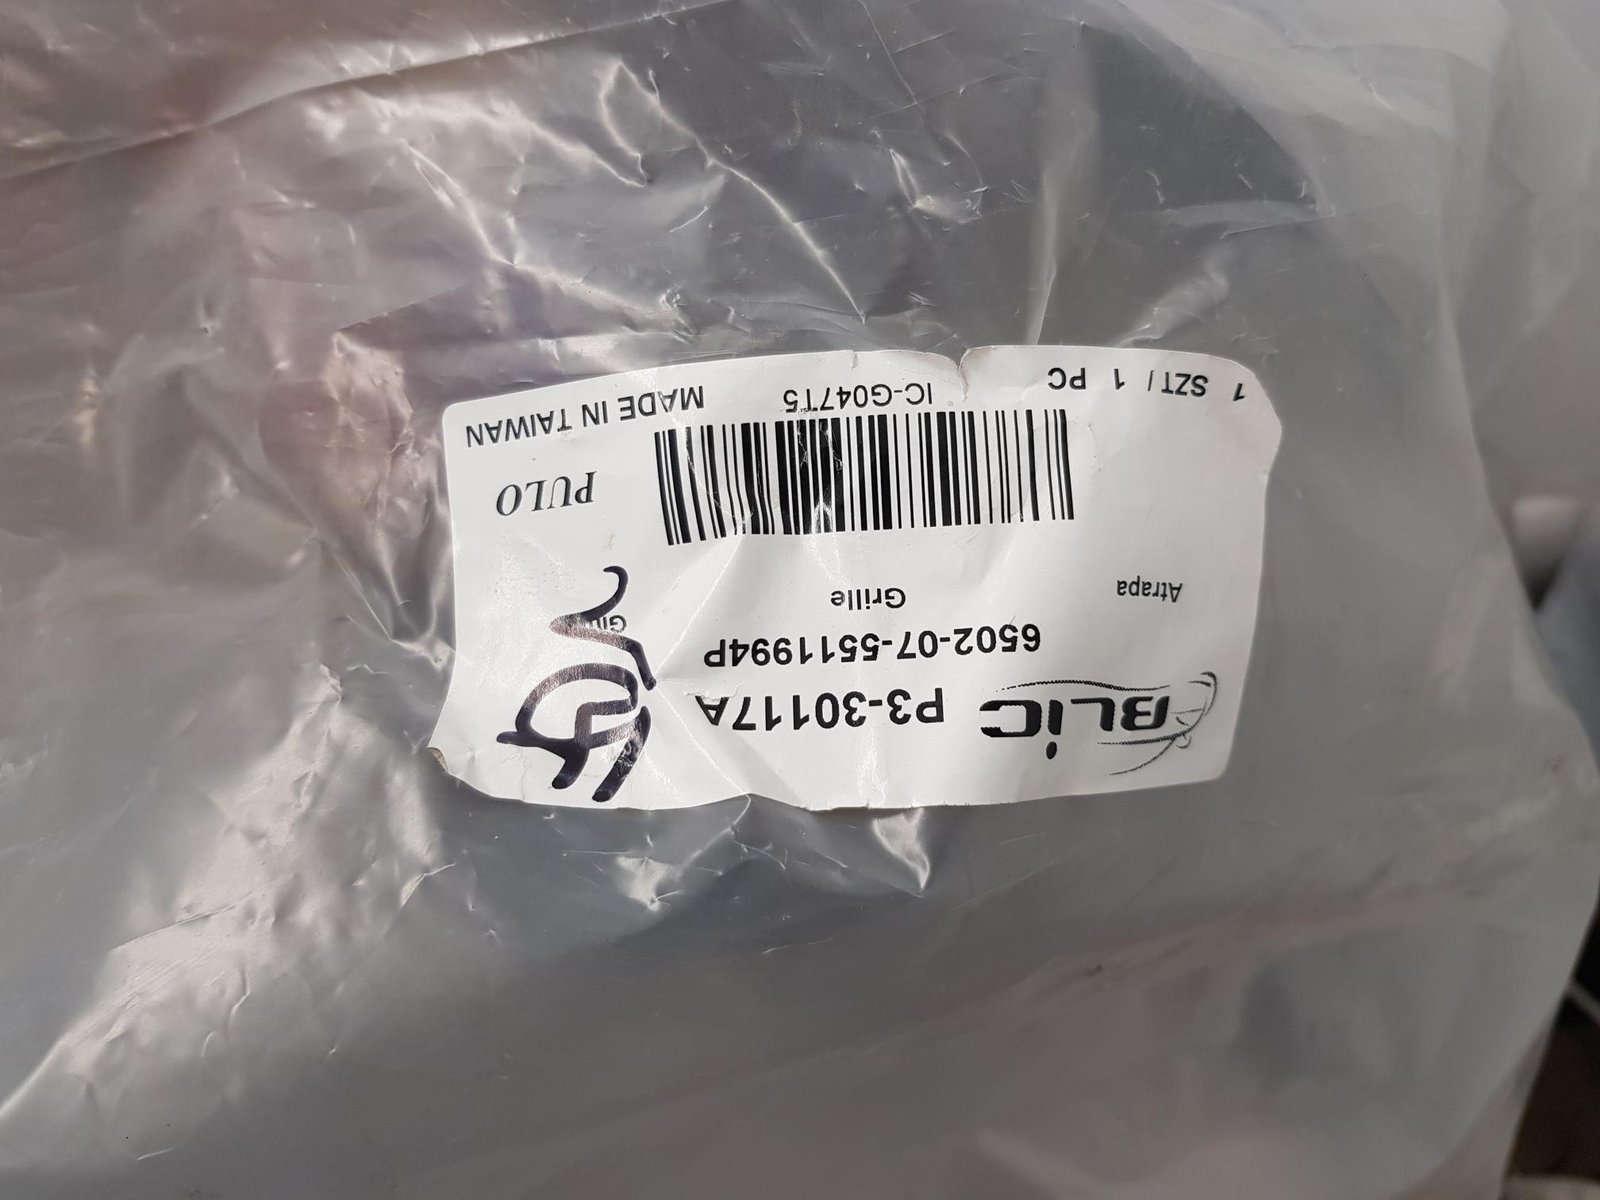 BLIC P3-30117A
6502-07-5511994P
Atrapa Grille
PULO
1 SZT/ 1 PC IC-G047T5 MADE IN TAIWAN